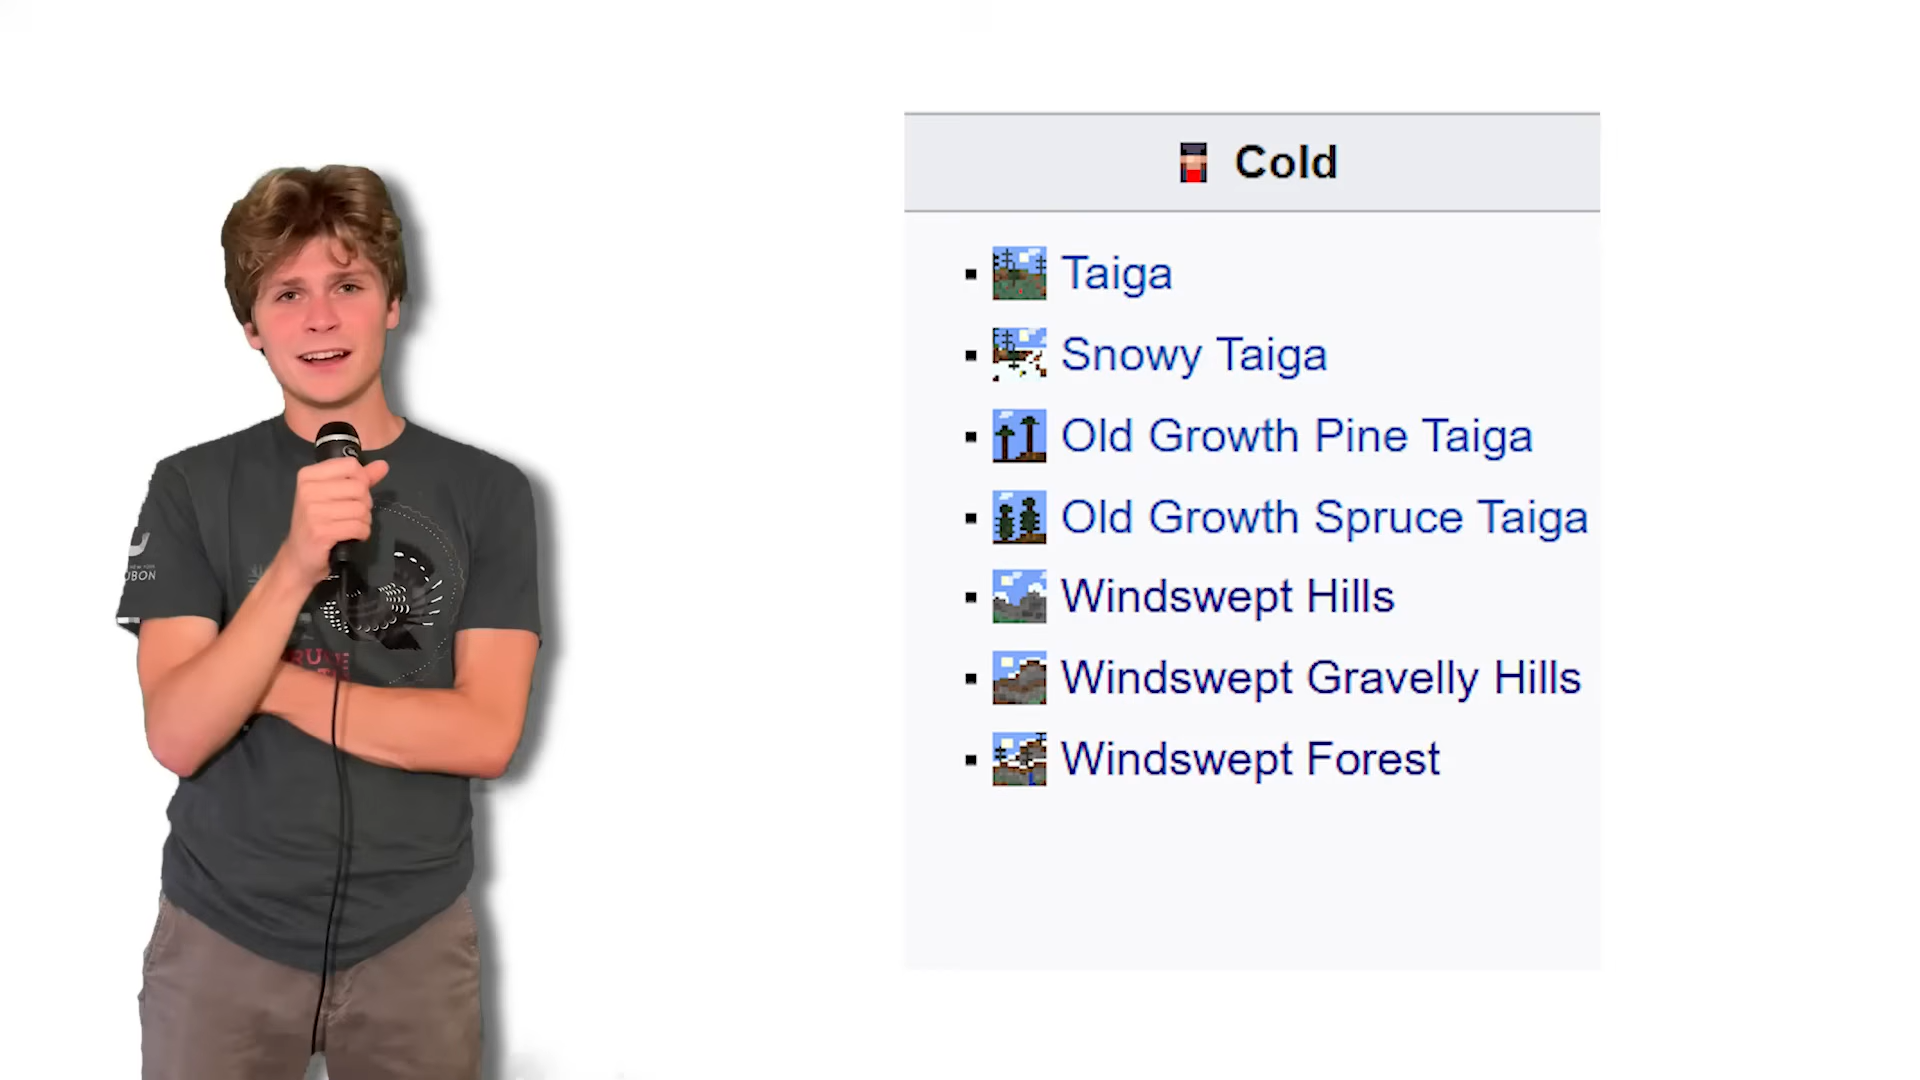 Cold
Taiga
Snowy Taiga
Old Growth Pine Taiga
Old Growth Spruce Taiga
Windswept Hills
Windswept Gravelly Hills
Windswept Forest